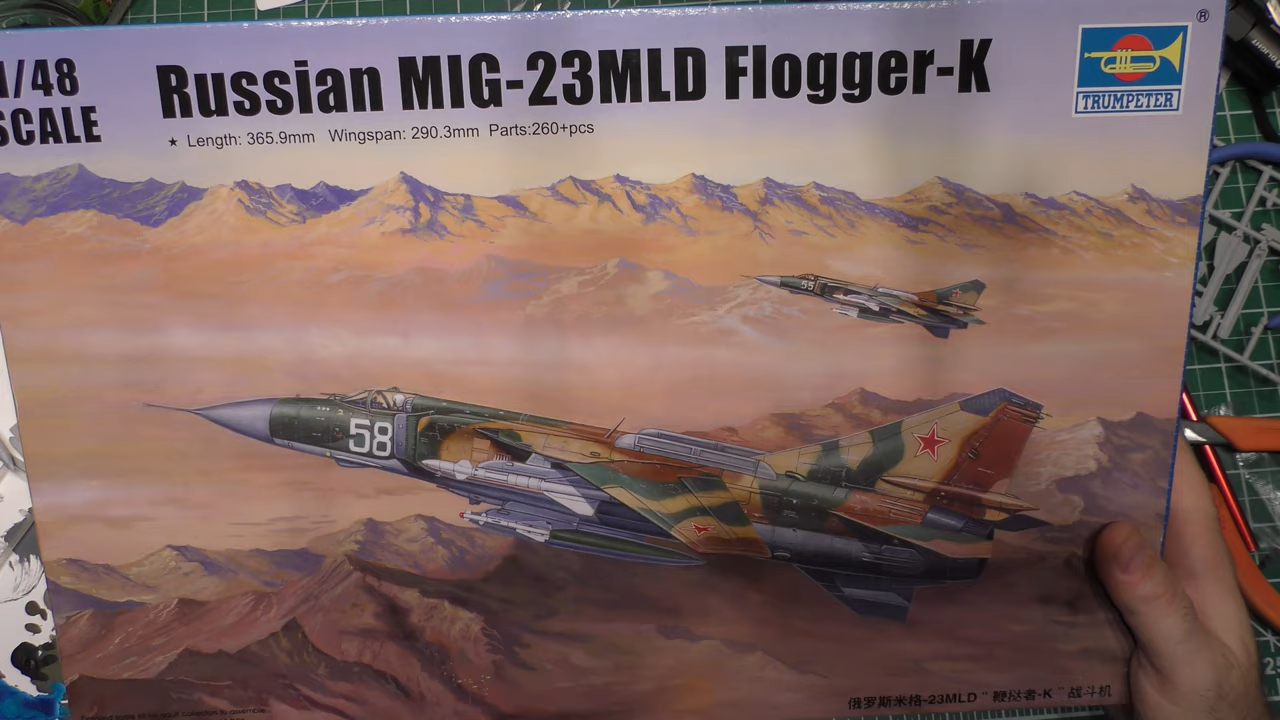 1/48
SCALE
Russian MIG-23MLD Flogger-K
★ Length: 365.9mm Wingspan: 290.3mm Parts:260+pcs
®
TRUMPETER
55
58
俄罗斯米格-23MLD“鞭挞者-K”战斗机